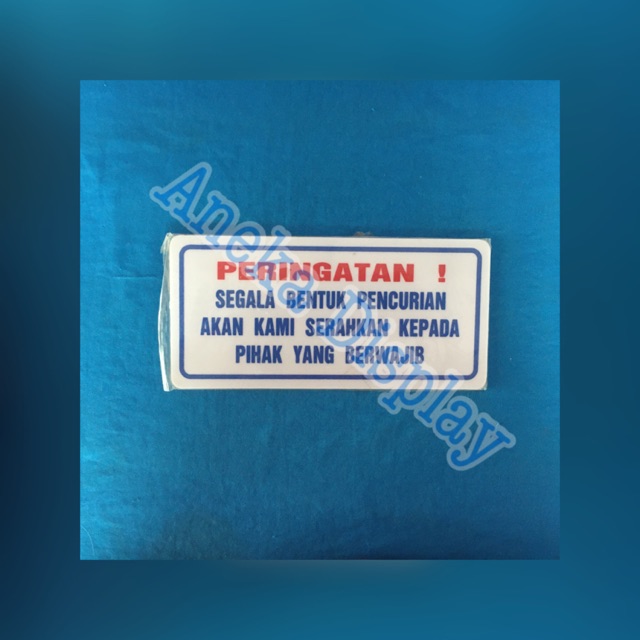 PERINGATAN !
SEGALA BENTUK PENCURIAN
AKAN KAMI SERAHKAN KEPADA
PIHAK YANG BERWAJIB
Aneka Display